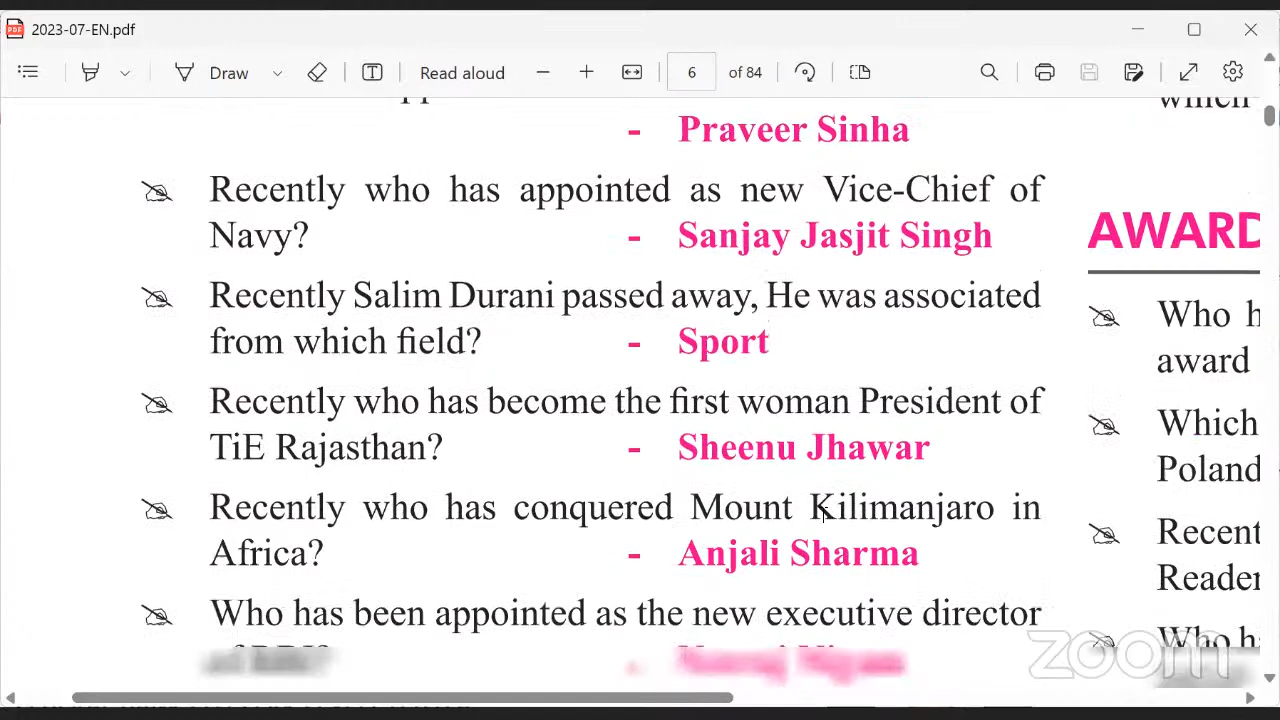 2023-07-EN.pdf
Draw
Read aloud
6
of 84
- Praveer Sinha
Recently who has appointed as new Vice-Chief of
Navy? - Sanjay Jasjit Singh
Recently Salim Durani passed away, He was associated
from which field? - Sport
Recently who has become the first woman President of
TiE Rajasthan? - Sheenu Jhawar
Recently who has conquered Mount Kilimanjaro in
Africa? - Anjali Sharma
Who has been appointed as the new executive director
which
AWARD
Who h
award
Which
Poland
Recent
Reader
Who h
zoom